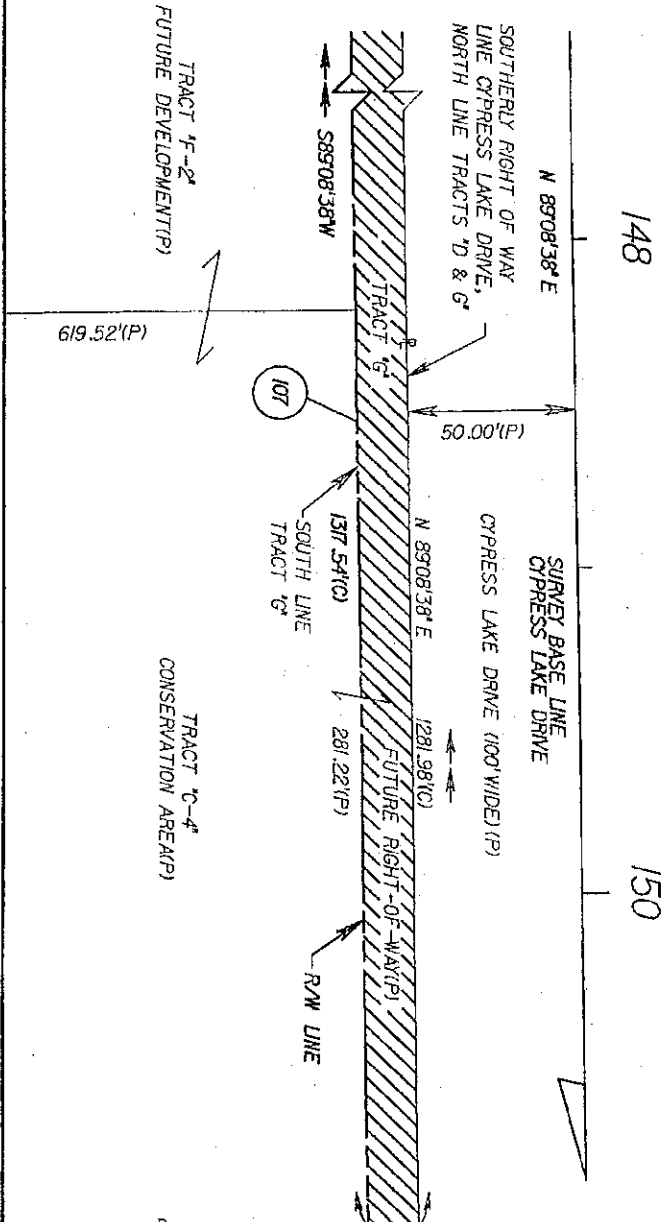 148
150
N 89°08'38" E
SURVEY BASE LINE
CYPRESS LAKE DRIVE
SOUTHERLY RIGHT OF WAY
LINE CYPRESS LAKE DRIVE,
NORTH LINE TRACTS "D & G"
50.00'(P)
CYPRESS LAKE DRIVE (100' WIDE) (P)
N 89°08'38" E
1281.98'(C)
TRACT "G"
FUTURE RIGHT-OF-WAY(P)
S89°08'38"W
1317.54'(C)
281.22'(P)
107
SOUTH LINE
TRACT "G"
R/W LINE
TRACT "F-2"
FUTURE DEVELOPMENT(P)
619.52'(P)
TRACT "C-4"
CONSERVATION AREA(P)